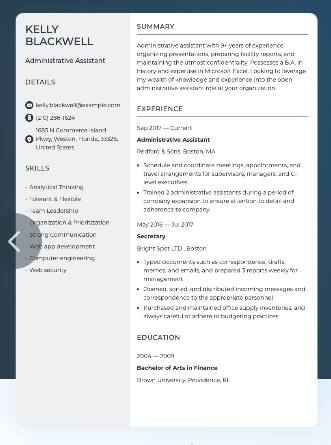 KELLY
BLACKWELL
Administrative Assistant
DETAILS
kelly.blackwell@example.com
(210) 286-1624
1685 N Commerce Island
Pkwy, Weston, Florida, 33326,
United States
SKILLS
- Analytical Thinking
- Tolerant & Flexible
- Team Leadership
- Organization & Prioritization
- Strong Communication
- Web app development
- Computer engineering
- Web security
SUMMARY
Administrative assistant with 9+ years of experience
organizing presentations, preparing facility reports, and
maintaining the utmost confidentiality. Possesses a B.A. in
history and expertise in Microsoft Excel. Looking to leverage
my wealth of knowledge and experience into the open
administrative assistant role at your organization.
EXPERIENCE
Sep 2017 — Current
Administrative Assistant
Redford & Sons, Boston, MA
• Schedule and coordinate meetings, appointments, and
travel arrangements for supervisors, managers, and C-
level executives
• Trained 2 administrative assistants during a period of
company expansion to ensure attention to detail and
adherence to company
May 2016 — Jul 2017
Secretary
Bright Spot LTD , Boston
• Typed documents such as correspondence, drafts,
memos, and emails, and prepared 3 reports weekly for
management
• Opened, sorted, and distributed incoming messages and
correspondence to the appropriate personnel
• Purchased and maintained office supply inventories, and
always careful to adhere to budgeting practices
EDUCATION
2004 — 2009
Bachelor of Arts in Finance
Brown University, Providence, RI